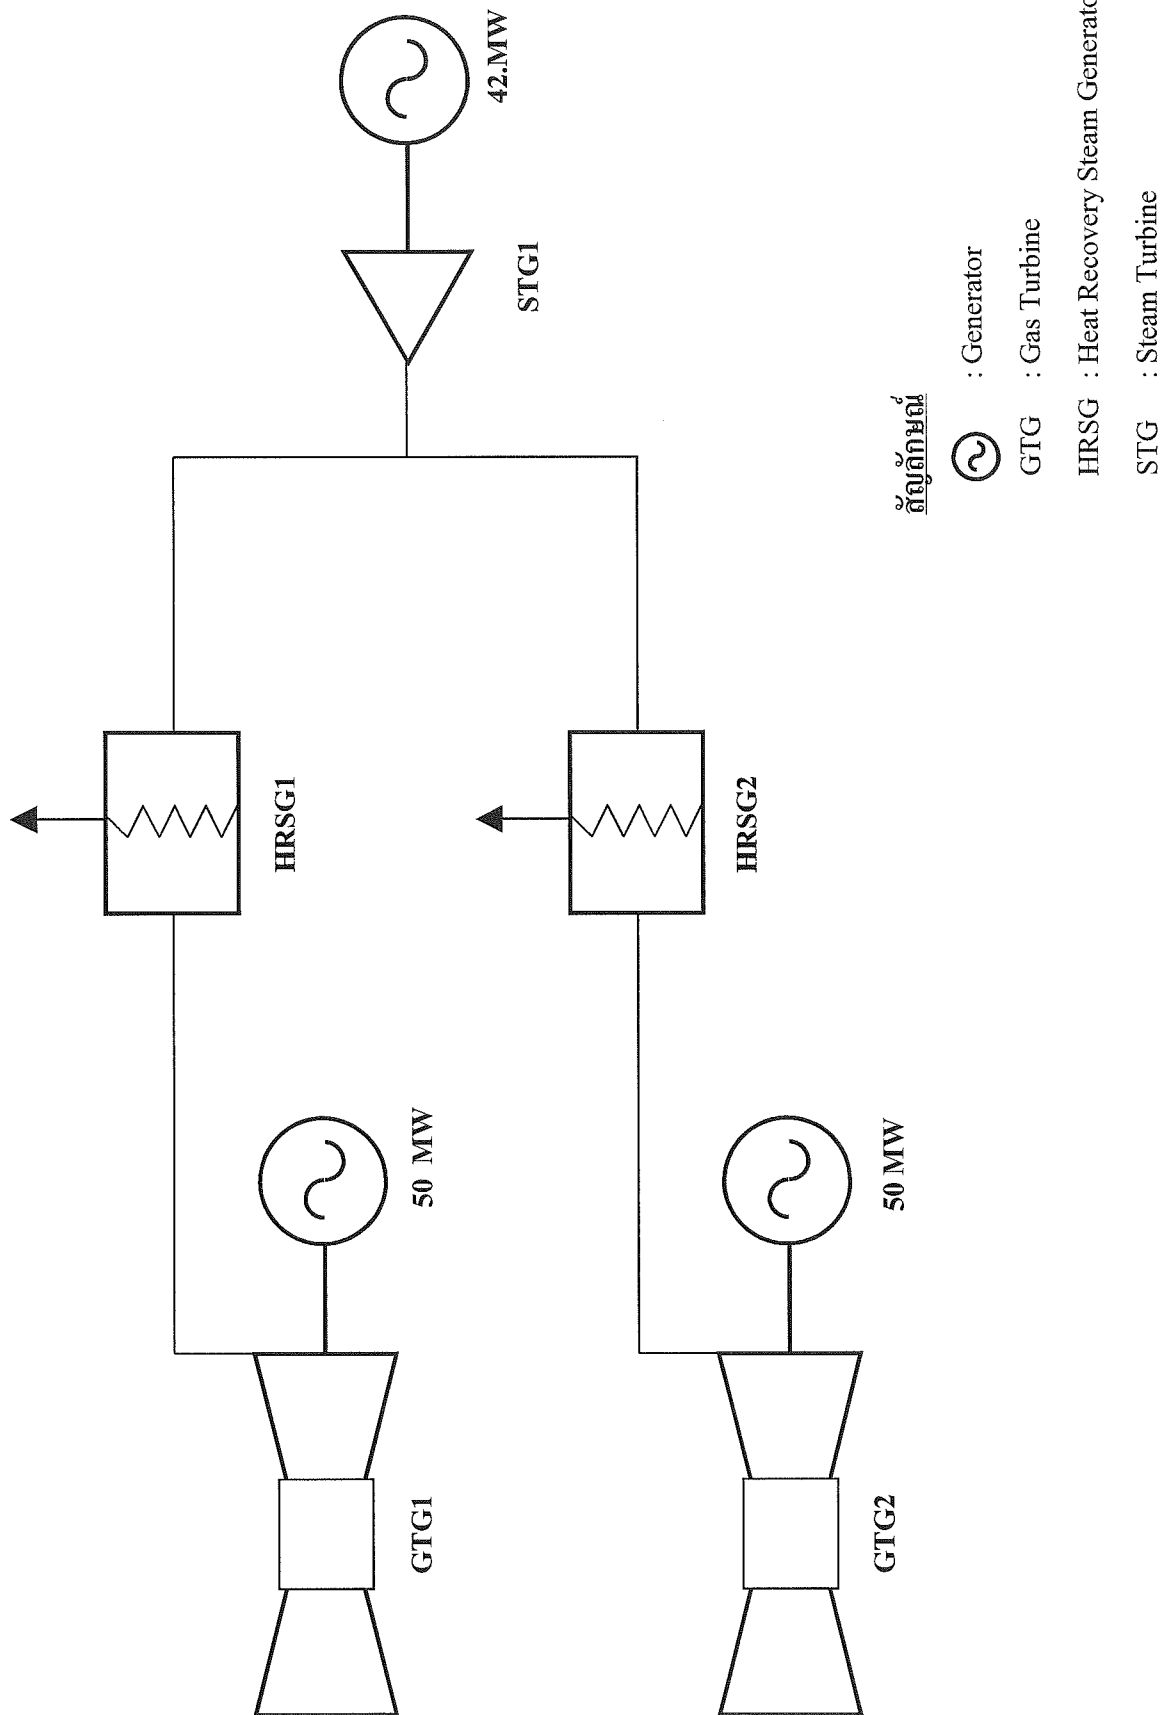 GTG1
50 MW
HRSG1
STG1
42.MW
GTG2
50 MW
HRSG2
สัญลักษณ์
: Generator
GTG : Gas Turbine
HRSG : Heat Recovery Steam Generato
STG : Steam Turbine